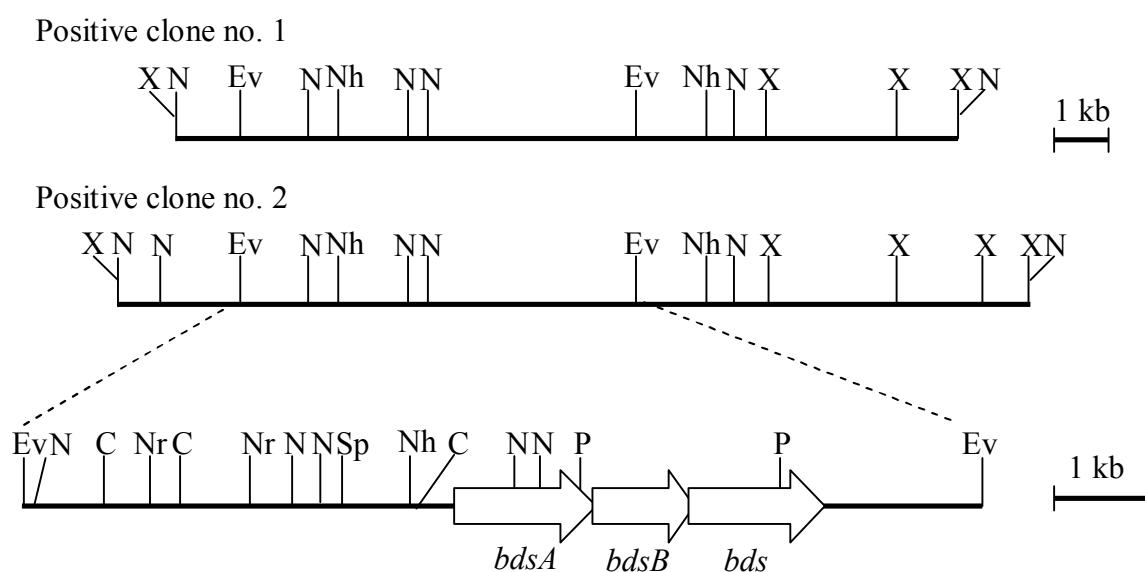 Positive clone no. 1
X N Ev N Nh N N Ev Nh N X X X N
1 kb
Positive clone no. 2
X N N Ev N Nh N N Ev Nh N X X X X N
Ev N C Nr C Nr N N Sp Nh C N N P P Ev
1 kb
bdsA bdsB bds